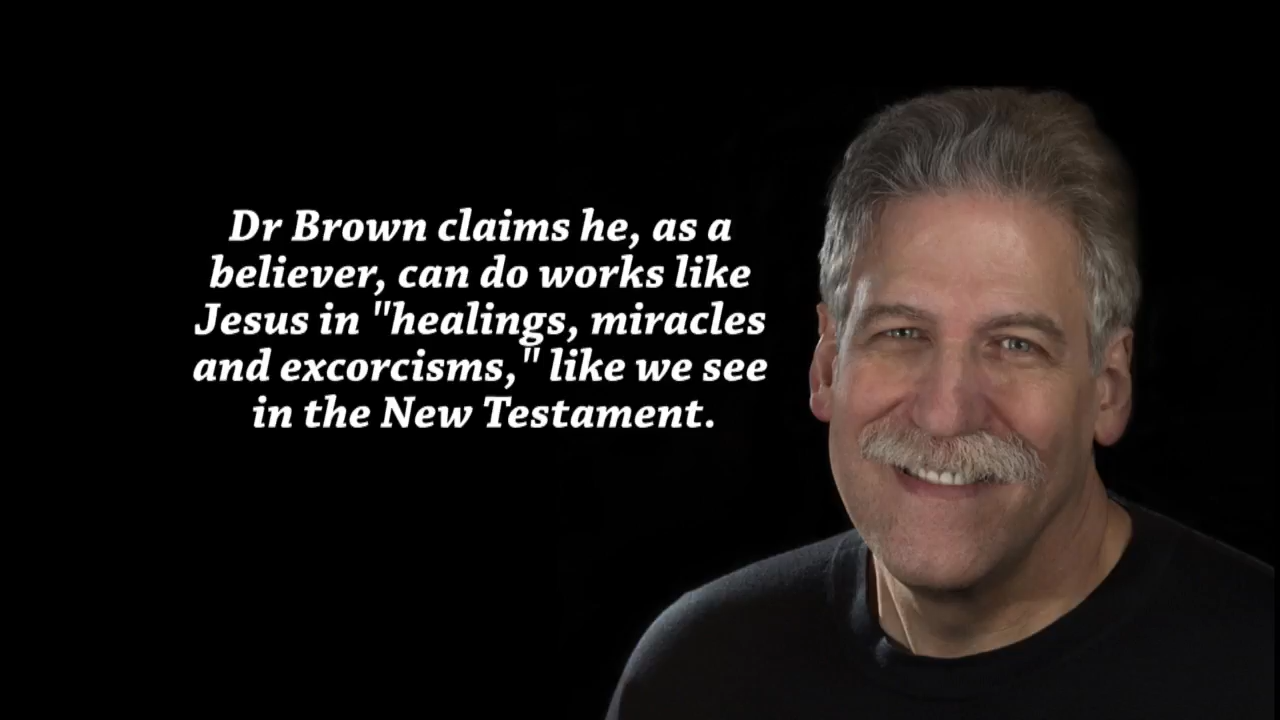 Dr Brown claims he, as a
believer, can do works like
Jesus in "healings, miracles
and excorcisms," like we see
in the New Testament.